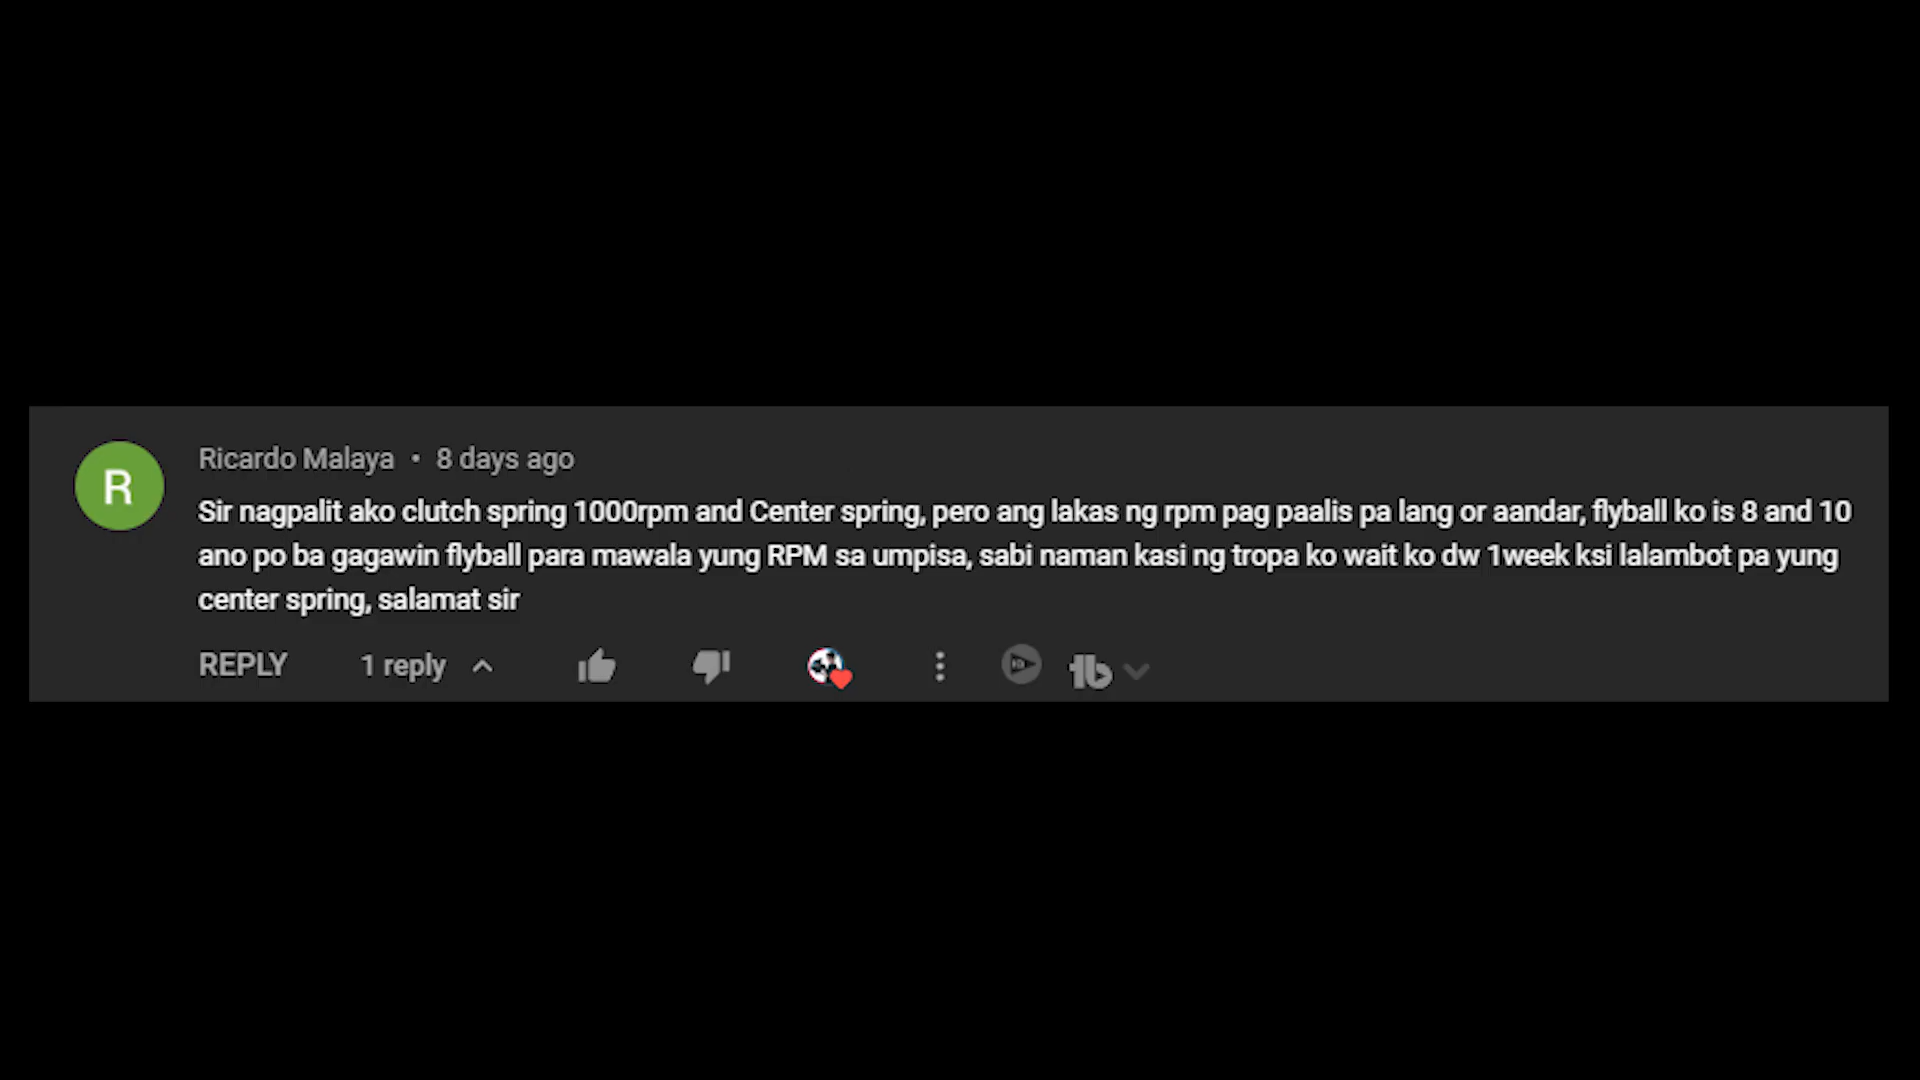 R
Ricardo Malaya • 8 days ago
Sir nagpalit ako clutch spring 1000rpm and Center spring, pero ang lakas ng rpm pag paalis pa lang or aandar, flyball ko is 8 and 10
ano po ba gagawin flyball para mawala yung RPM sa umpisa, sabi naman kasi ng tropa ko wait ko dw 1week ksi lalambot pa yung
center spring, salamat sir
REPLY 1 reply